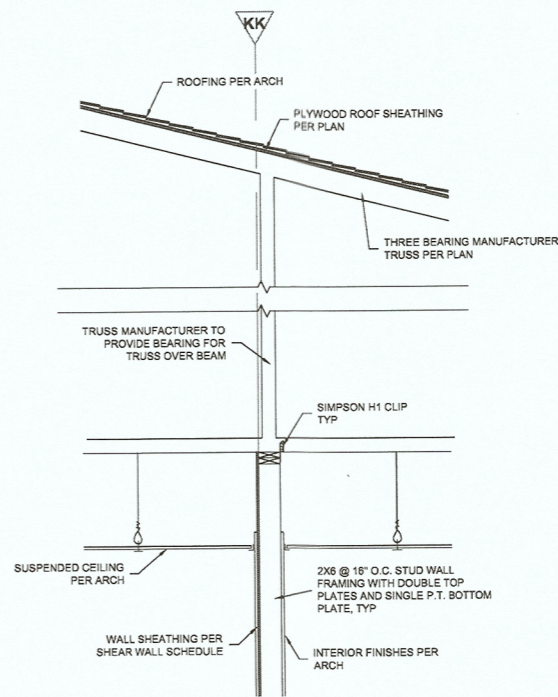 KK
ROOFING PER ARCH
PLYWOOD ROOF SHEATHING
PER PLAN
THREE BEARING MANUFACTURER
TRUSS PER PLAN
TRUSS MANUFACTURER TO
PROVIDE BEARING FOR
TRUSS OVER BEAM
SIMPSON H1 CLIP
TYP
SUSPENDED CEILING
PER ARCH
2X6 @ 16" O.C. STUD WALL
FRAMING WITH DOUBLE TOP
PLATES AND SINGLE P.T. BOTTOM
PLATE, TYP
WALL SHEATHING PER
SHEAR WALL SCHEDULE
INTERIOR FINISHES PER
ARCH